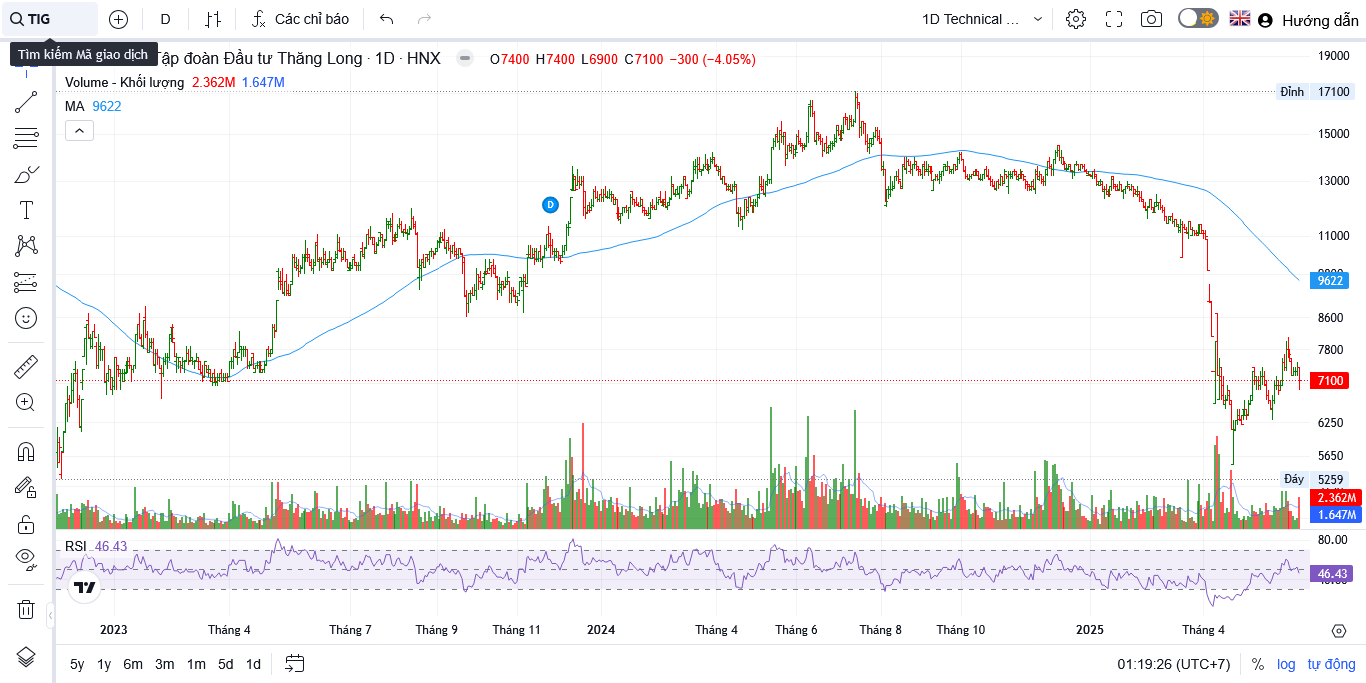 TIG
D
Các chỉ báo
1D Technical ...
Hướng dẫn
Tìm kiếm Mã giao dịch
Tập đoàn Đầu tư Thăng Long · 1D · HNX
O7400 H7400 L6900 C7100 −300 (−4.05%)
Volume - Khối lượng 2.362M 1.647M
MA 9622
19000
Đỉnh 17100
15000
13000
11000
9622
8600
7800
7100
6250
5650
Đáy 5259
2.362M
1.647M
D
RSI 46.43
80.00
46.43
2023 Tháng 4 Tháng 7 Tháng 9 Tháng 11 2024 Tháng 4 Tháng 6 Tháng 8 Tháng 10 2025 Tháng 4
5y 1y 6m 3m 1m 5d 1d
01:19:26 (UTC+7) % log tự động